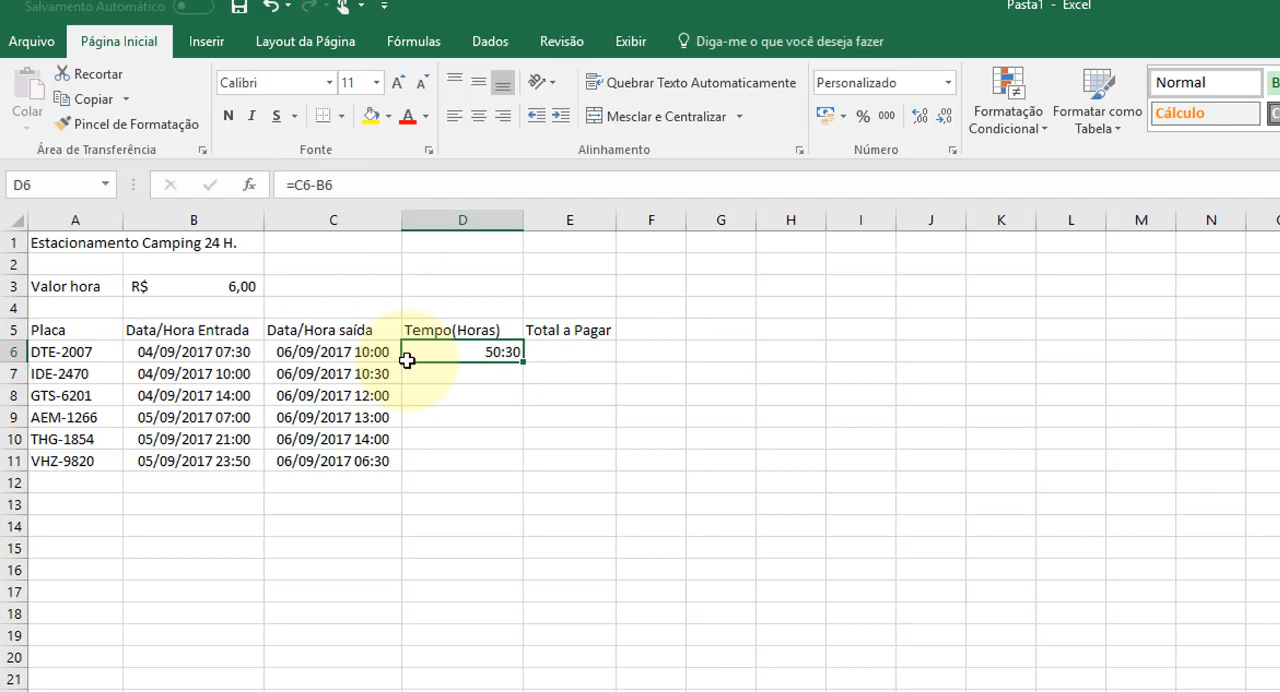 Salvamento Automático
Pasta1 - Excel
Arquivo Página Inicial Inserir Layout da Página Fórmulas Dados Revisão Exibir Diga-me o que você deseja fazer
Colar
Recortar
Copiar
Pincel de Formatação
Área de Transferência
Calibri 11
N I S
Fonte
Quebrar Texto Automaticamente
Mesclar e Centralizar
Alinhamento
Personalizado
% 000
Número
Formatação Condicional
Formatar como Tabela
Normal
Cálculo
D6 fx =C6-B6
A B C D E F G H I J K L M N
1 Estacionamento Camping 24 H.
2
3 Valor hora R$ 6,00
4
5 Placa Data/Hora Entrada Data/Hora saída Tempo(Horas) Total a Pagar
6 DTE-2007 04/09/2017 07:30 06/09/2017 10:00 50:30
7 IDE-2470 04/09/2017 10:00 06/09/2017 10:30
8 GTS-6201 04/09/2017 14:00 06/09/2017 12:00
9 AEM-1266 05/09/2017 07:00 06/09/2017 13:00
10 THG-1854 05/09/2017 21:00 06/09/2017 14:00
11 VHZ-9820 05/09/2017 23:50 06/09/2017 06:30
12
13
14
15
16
17
18
19
20
21